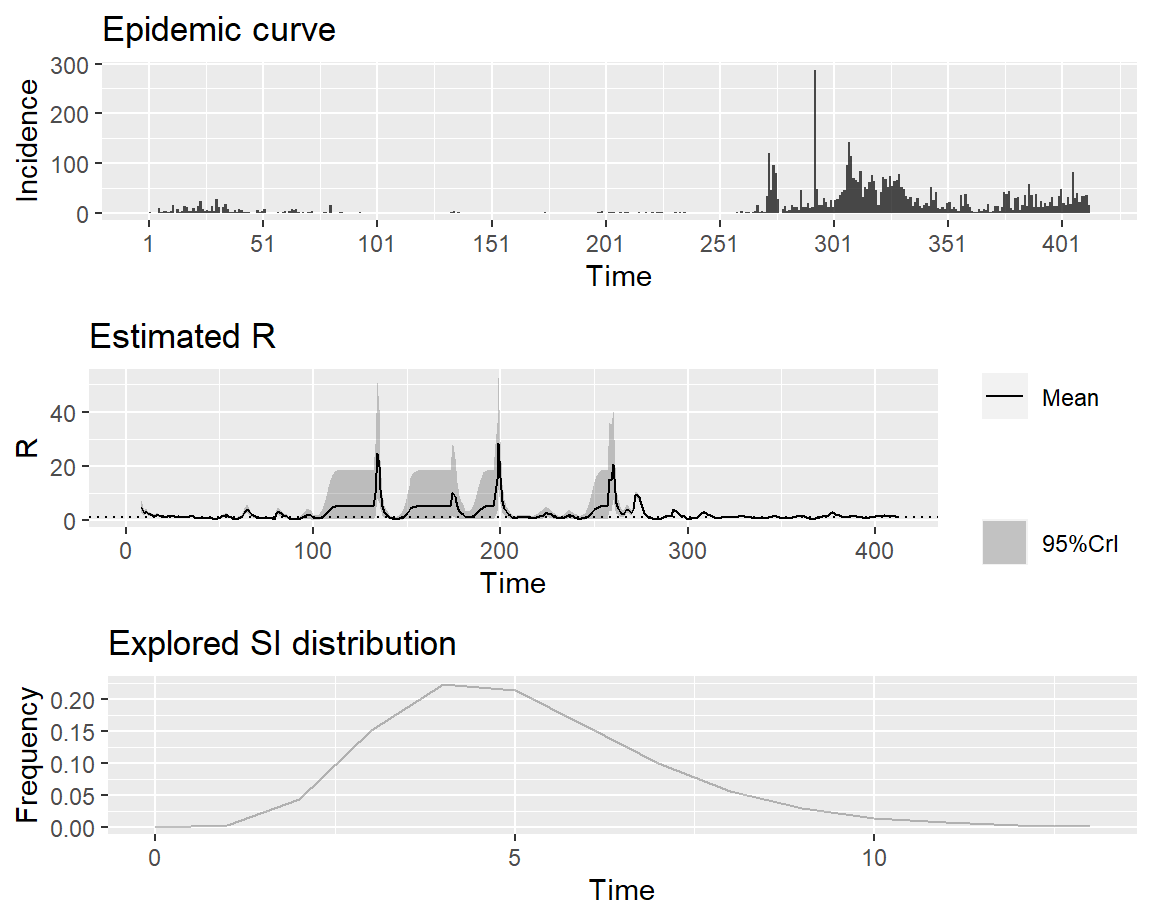 Epidemic curve
300
200
100
0
Incidence
1 51 101 151 201 251 301 351 401
Time
Estimated R
40
20
0
R
0 100 200 300 400
Time
Mean
95%CrI
Explored SI distribution
0.20
0.15
0.10
0.05
0.00
Frequency
0 5 10
Time